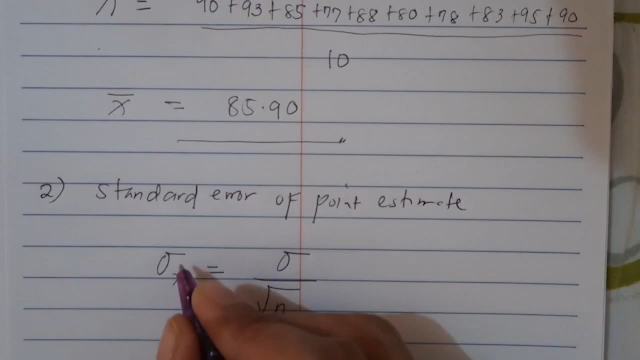 x̄ = 90 + 93 + 85 + 77 + 88 + 80 + 78 + 83 + 95 + 90
10
x̄ = 85.90
2) standard error of point estimate
σ = σ
√n